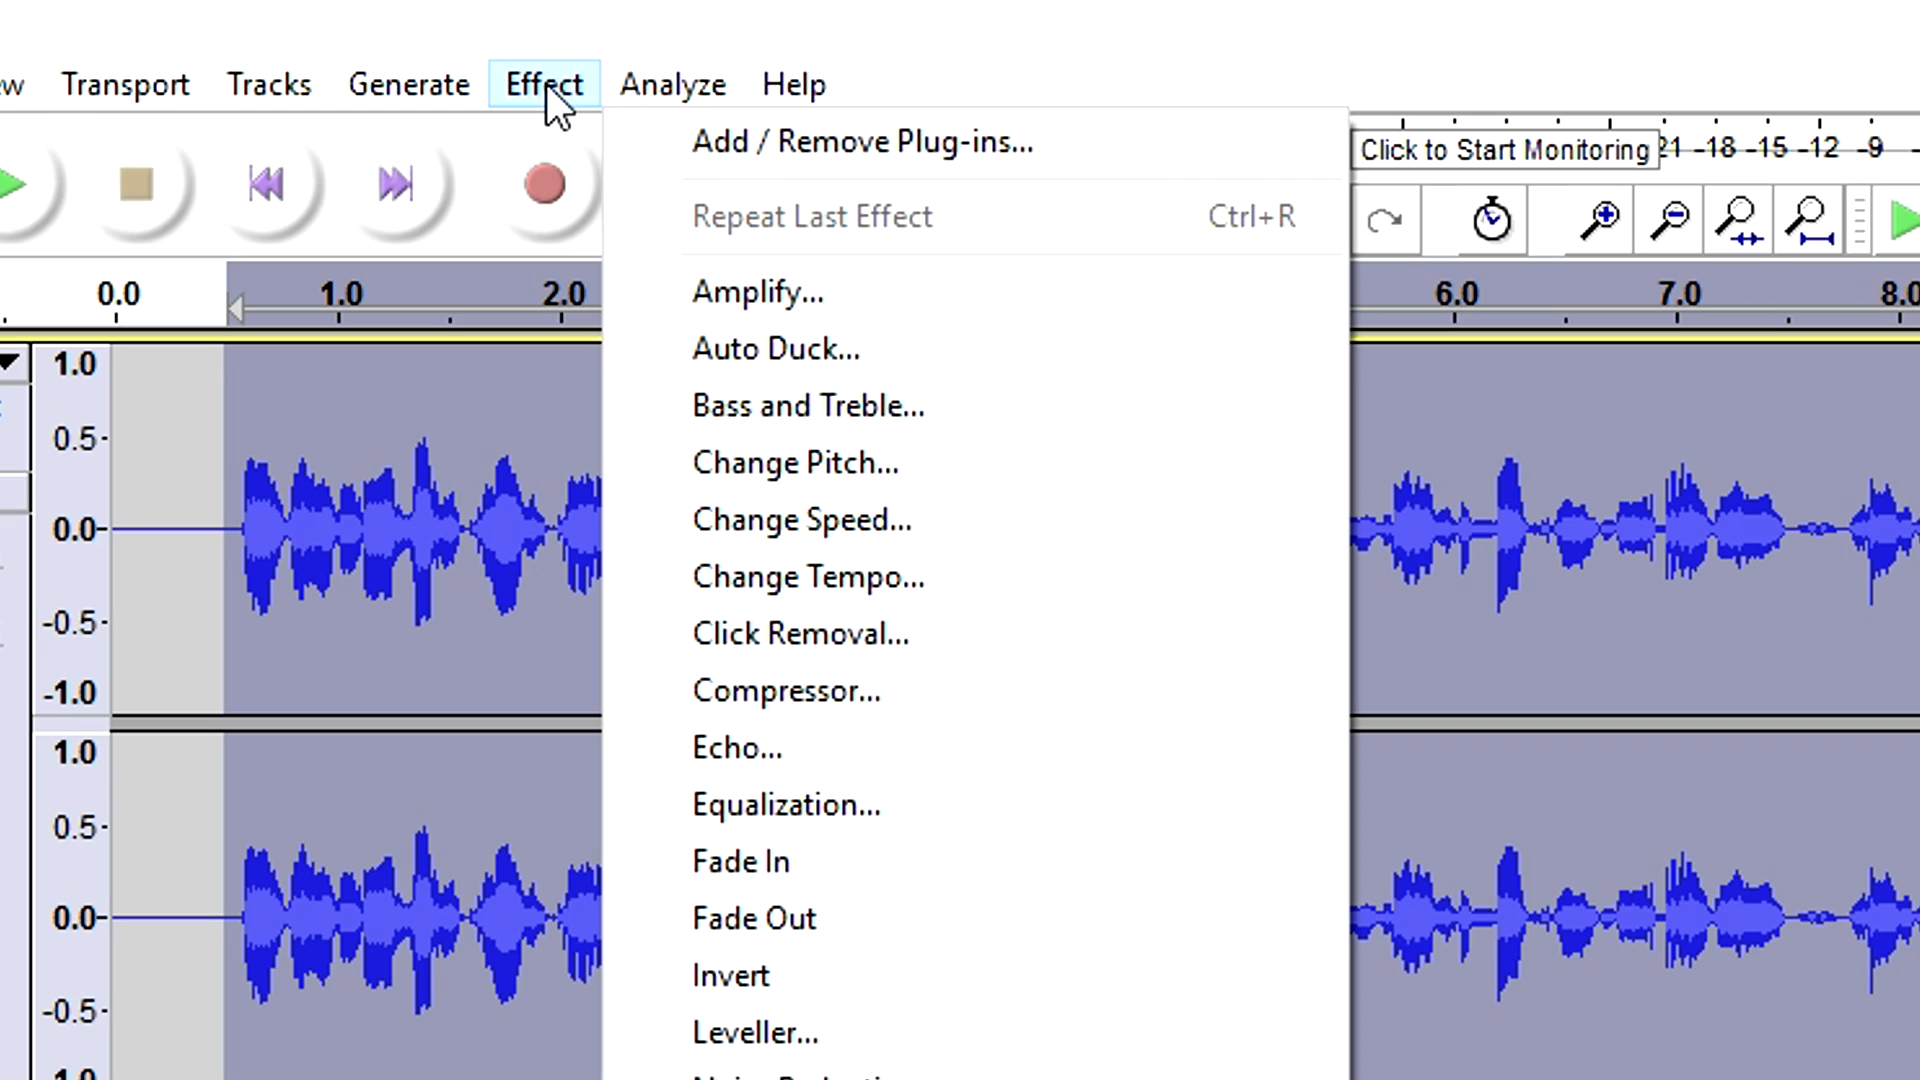 Transport Tracks Generate Effect Analyze Help
Add / Remove Plug-ins...
Click to Start Monitoring
-18 -15 -12 -9
Repeat Last Effect Ctrl+R
0.0 1.0 2.0 6.0 7.0 8.0
Amplify...
Auto Duck...
Bass and Treble...
Change Pitch...
Change Speed...
Change Tempo...
Click Removal...
Compressor...
Echo...
Equalization...
Fade In
Fade Out
Invert
Leveller...
1.0
0.5
0.0
-0.5
-1.0
1.0
0.5
0.0
-0.5